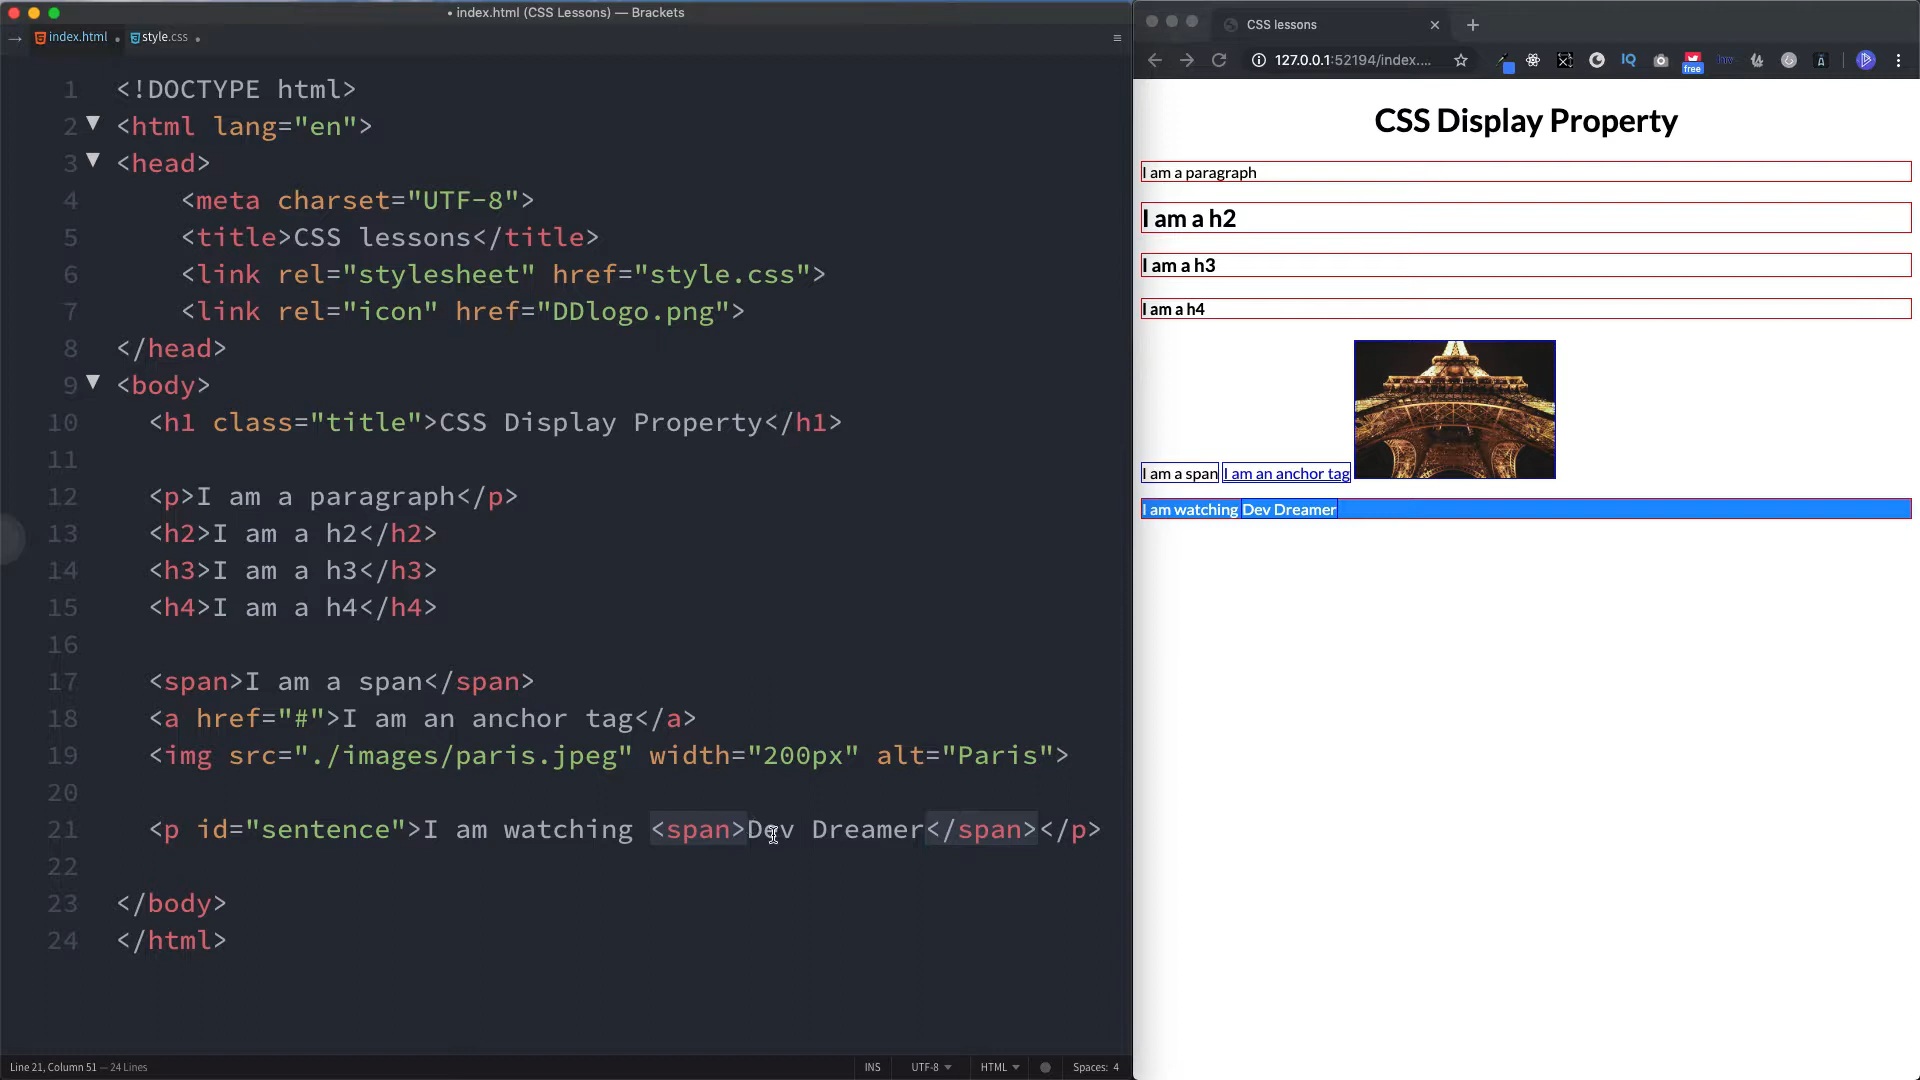 • index.html (CSS Lessons) — Brackets
index.html • style.css •
1 <!DOCTYPE html>
2 <html lang="en">
3 <head>
4 <meta charset="UTF-8">
5 <title>CSS lessons</title>
6 <link rel="stylesheet" href="style.css">
7 <link rel="icon" href="DDlogo.png">
8 </head>
9 <body>
10 <h1 class="title">CSS Display Property</h1>
11
12 <p>I am a paragraph</p>
13 <h2>I am a h2</h2>
14 <h3>I am a h3</h3>
15 <h4>I am a h4</h4>
16
17 <span>I am a span</span>
18 <a href="#">I am an anchor tag</a>
19 <img src="./images/paris.jpeg" width="200px" alt="Paris">
20
21 <p id="sentence">I am watching <span>Dev Dreamer</span></p>
22
23 </body>
24 </html>
Line 21, Column 51 — 24 Lines
INS UTF-8 HTML Spaces: 4
CSS lessons
127.0.0.1:52194/index....
IQ
free
CSS Display Property
I am a paragraph
I am a h2
I am a h3
I am a h4
I am a span I am an anchor tag
I am watching Dev Dreamer